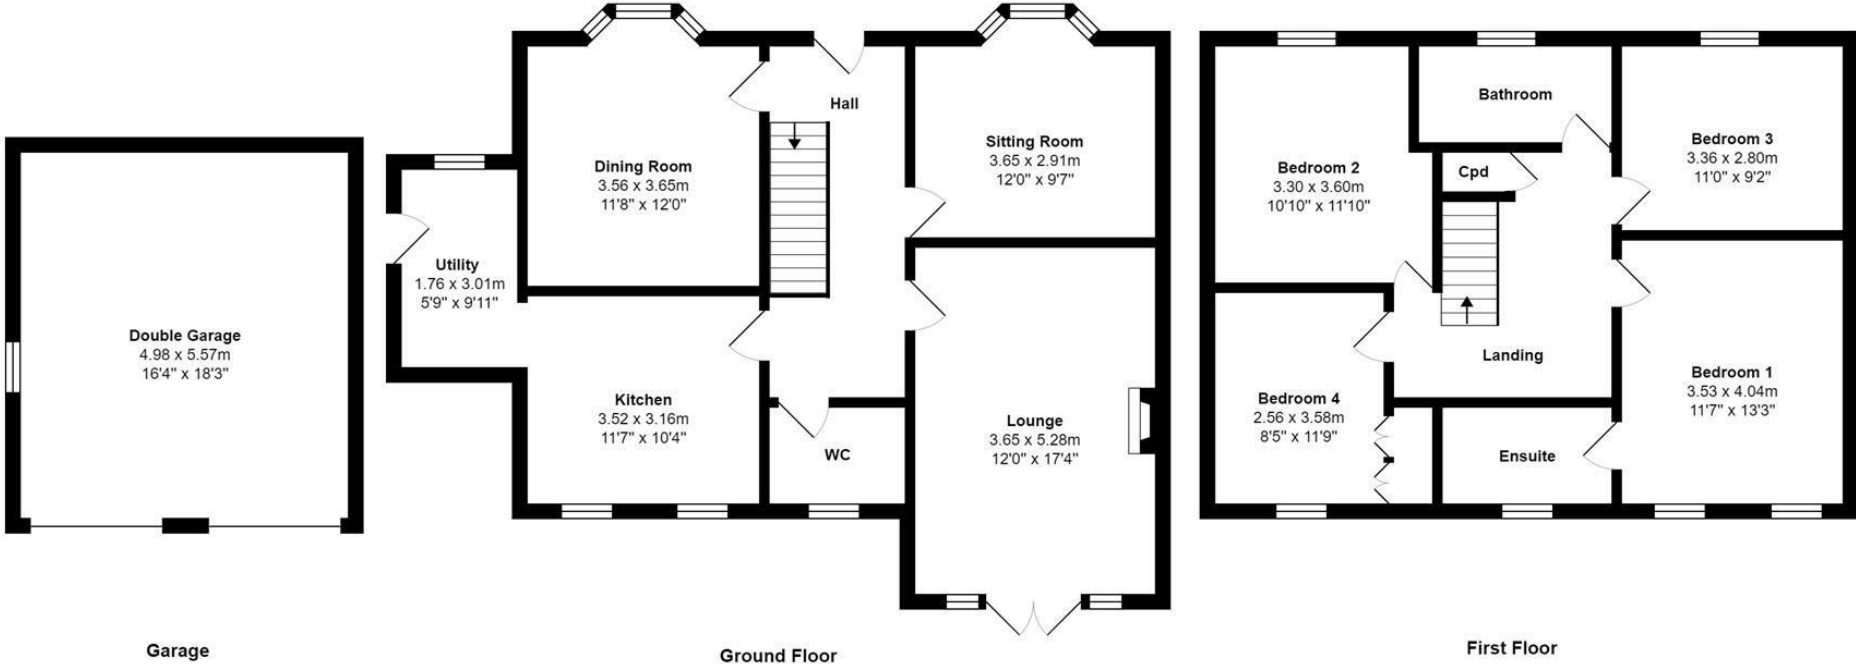 Double Garage
4.98 x 5.57m
16'4" x 18'3"
Garage
Utility
1.76 x 3.01m
5'9" x 9'11"
Dining Room
3.56 x 3.65m
11'8" x 12'0"
Hall
Sitting Room
3.65 x 2.91m
12'0" x 9'7"
Kitchen
3.52 x 3.16m
11'7" x 10'4"
WC
Lounge
3.65 x 5.28m
12'0" x 17'4"
Ground Floor
Bathroom
Bedroom 2
3.30 x 3.60m
10'10" x 11'10"
Cpd
Bedroom 3
3.36 x 2.80m
11'0" x 9'2"
Landing
Bedroom 4
2.56 x 3.58m
8'5" x 11'9"
Ensuite
Bedroom 1
3.53 x 4.04m
11'7" x 13'3"
First Floor